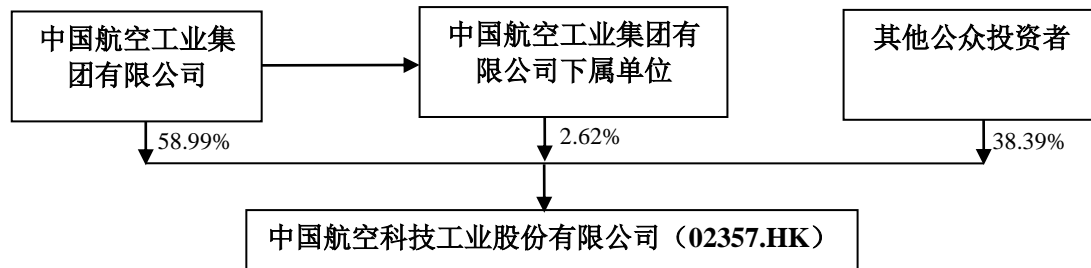 中国航空工业集
团有限公司
中国航空工业集团有
限公司下属单位
其他公众投资者
58.99%
2.62%
38.39%
中国航空科技工业股份有限公司（02357.HK）